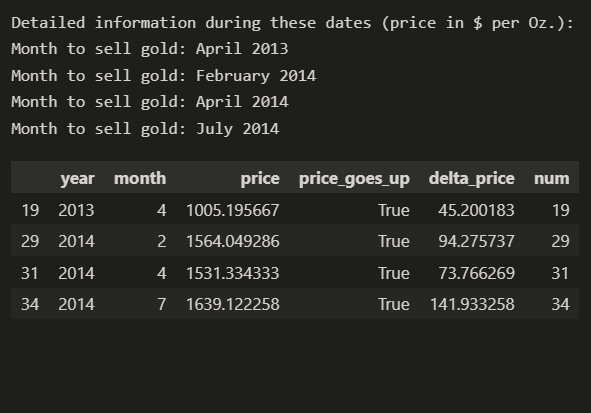 Detailed information during these dates (price in $ per Oz.):
Month to sell gold: April 2013
Month to sell gold: February 2014
Month to sell gold: April 2014
Month to sell gold: July 2014
year month price price_goes_up delta_price num
19 2013 4 1005.195667 True 45.200183 19
29 2014 2 1564.049286 True 94.275737 29
31 2014 4 1531.334333 True 73.766269 31
34 2014 7 1639.122258 True 141.933258 34